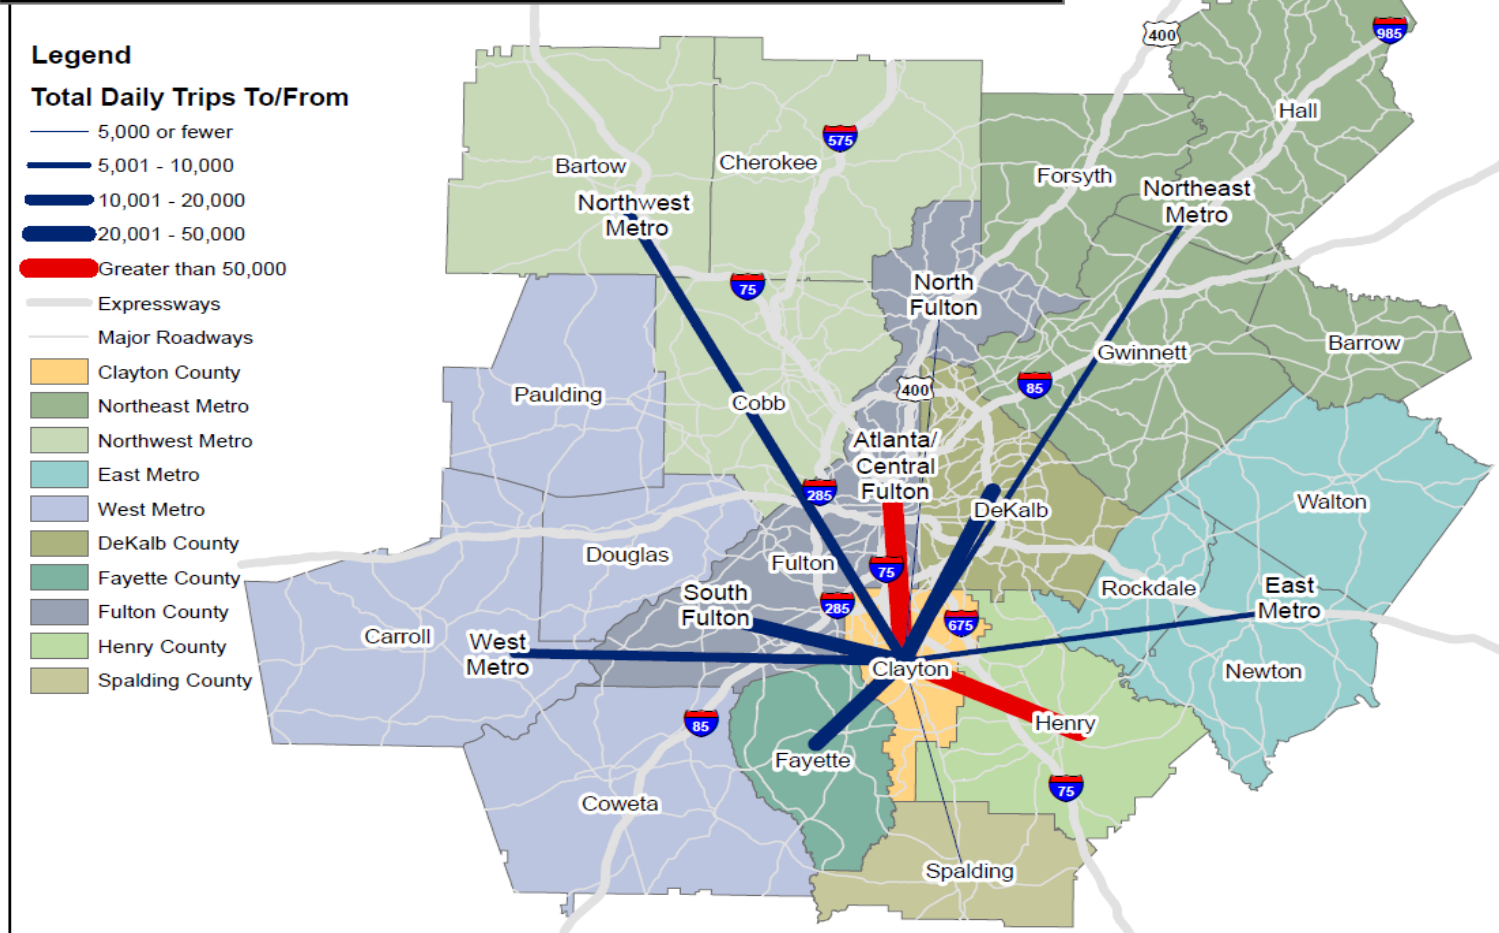 Legend
Total Daily Trips To/From
5,000 or fewer
5,001 - 10,000
10,001 - 20,000
20,001 - 50,000
Greater than 50,000
Expressways
Major Roadways
Clayton County
Northeast Metro
Northwest Metro
East Metro
West Metro
DeKalb County
Fayette County
Fulton County
Henry County
Spalding County
400
985
Hall
575
Bartow
Cherokee
Forsyth
Northwest
Metro
Northeast
Metro
75
North
Fulton
Gwinnett
Barrow
Paulding
Cobb
400
85
Atlanta/
Central
Fulton
285
DeKalb
Walton
Douglas
Fulton
75
South
Fulton
285
675
Rockdale
East
Metro
Carroll
West
Metro
Clayton
Newton
85
Henry
Fayette
75
Coweta
Spalding